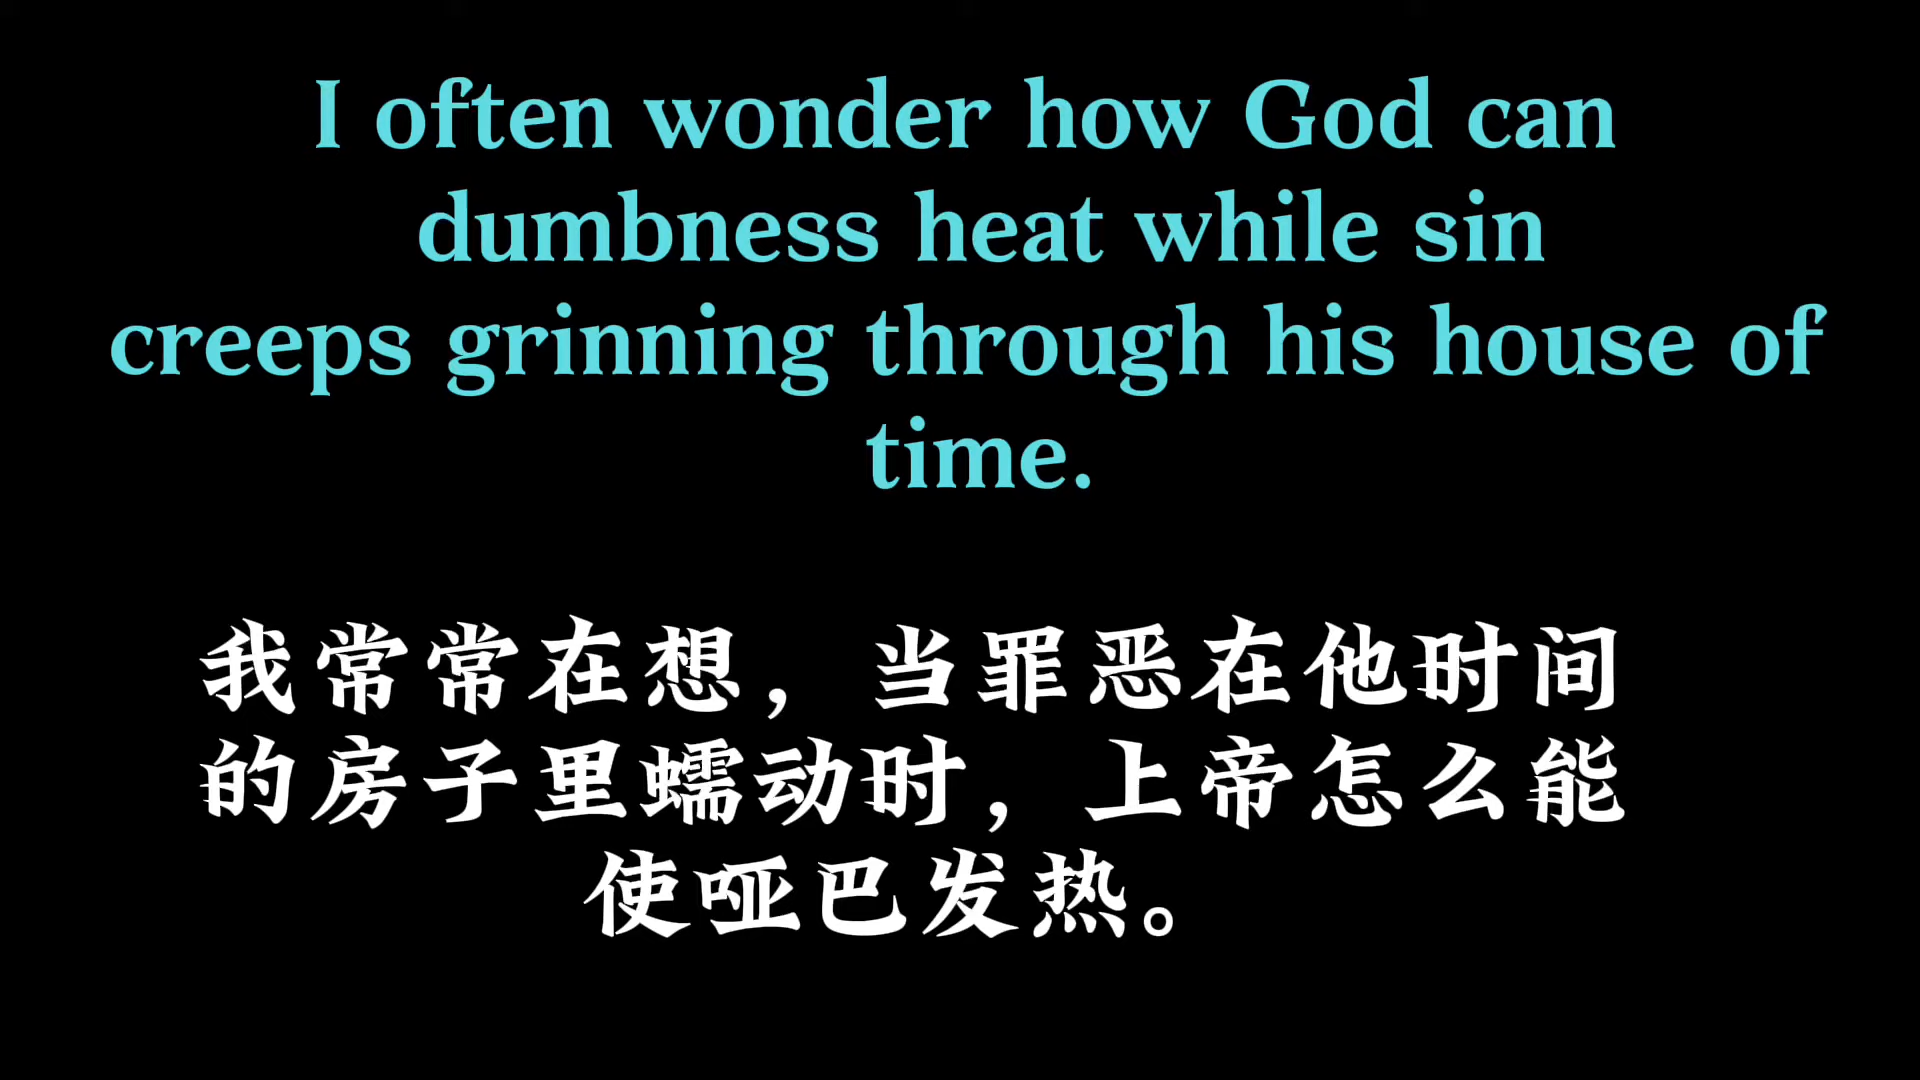 I often wonder how God can
dumbness heat while sin
creeps grinning through his house of
time.
我常常在想，当罪恶在他时间
的房子里蠕动时，上帝怎么能
使哑巴发热。